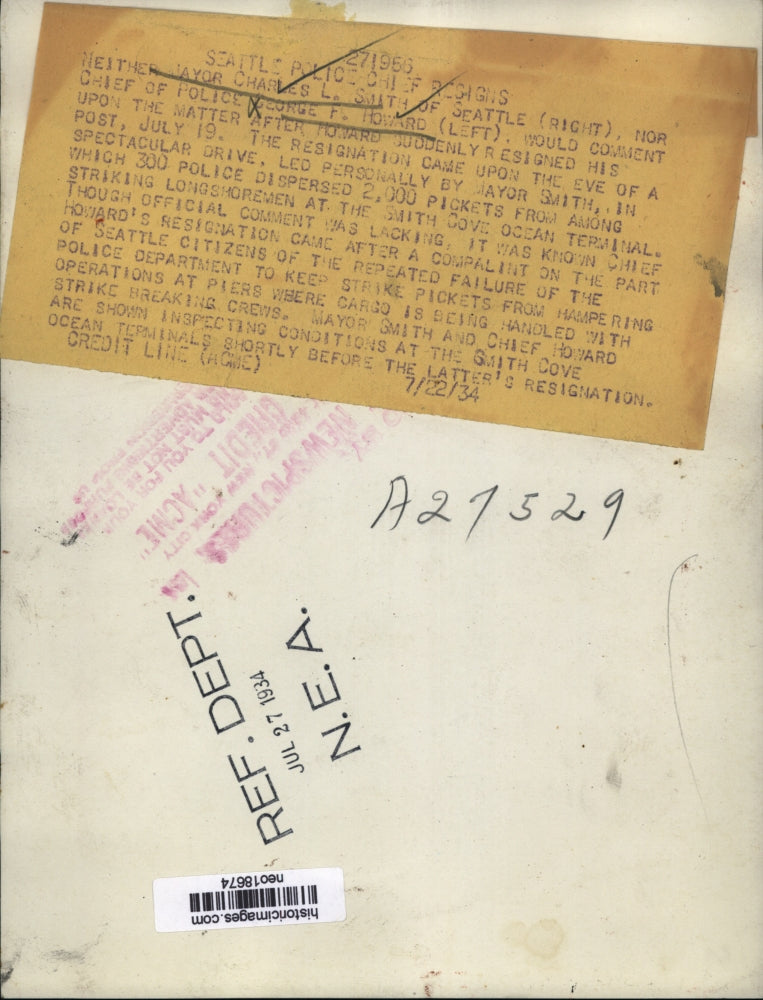 271966
SEATTLE POLICE CHIEF RESIGNS
NEITHER MAYOR CHARLES L. SMITH OF SEATTLE (RIGHT), NOR
CHIEF OF POLICE GEORGE F. HOWARD (LEFT), WOULD COMMENT
UPON THE MATTER AFTER HOWARD SUDDENLY RESIGNED HIS
POST, JULY 19. THE RESIGNATION CAME UPON THE EVE OF A
SPECTACULAR DRIVE, LED PERSONALLY BY MAYOR SMITH, IN
WHICH 300 POLICE DISPERSED 2,000 PICKETS FROM AMONG
STRIKING LONGSHOREMEN AT THE SMITH COVE OCEAN TERMINAL.
THOUGH OFFICIAL COMMENT WAS LACKING, IT WAS KNOWN CHIEF
HOWARD'S RESIGNATION CAME AFTER A COMPALINT ON THE PART
OF SEATTLE CITIZENS OF THE REPEATED FAILURE OF THE
POLICE DEPARTMENT TO KEEP STRIKE PICKETS FROM HAMPERING
OPERATIONS AT PIERS WHERE CARGO IS BEING HANDLED WITH
STRIKE BREAKING CREWS. MAYOR SMITH AND CHIEF HOWARD
ARE SHOWN INSPECTING CONDITIONS AT THE SMITH COVE
OCEAN TERMINALS SHORTLY BEFORE THE LATTER'S RESIGNATION.
CREDIT LINE (ACME) 7/22/34
NEWSPICTURES
NEW YORK CITY
CREDIT "ACME"
A27529
REF. DEPT.
JUL 27 1934
N.E.A.
historicimages.com
neo18674